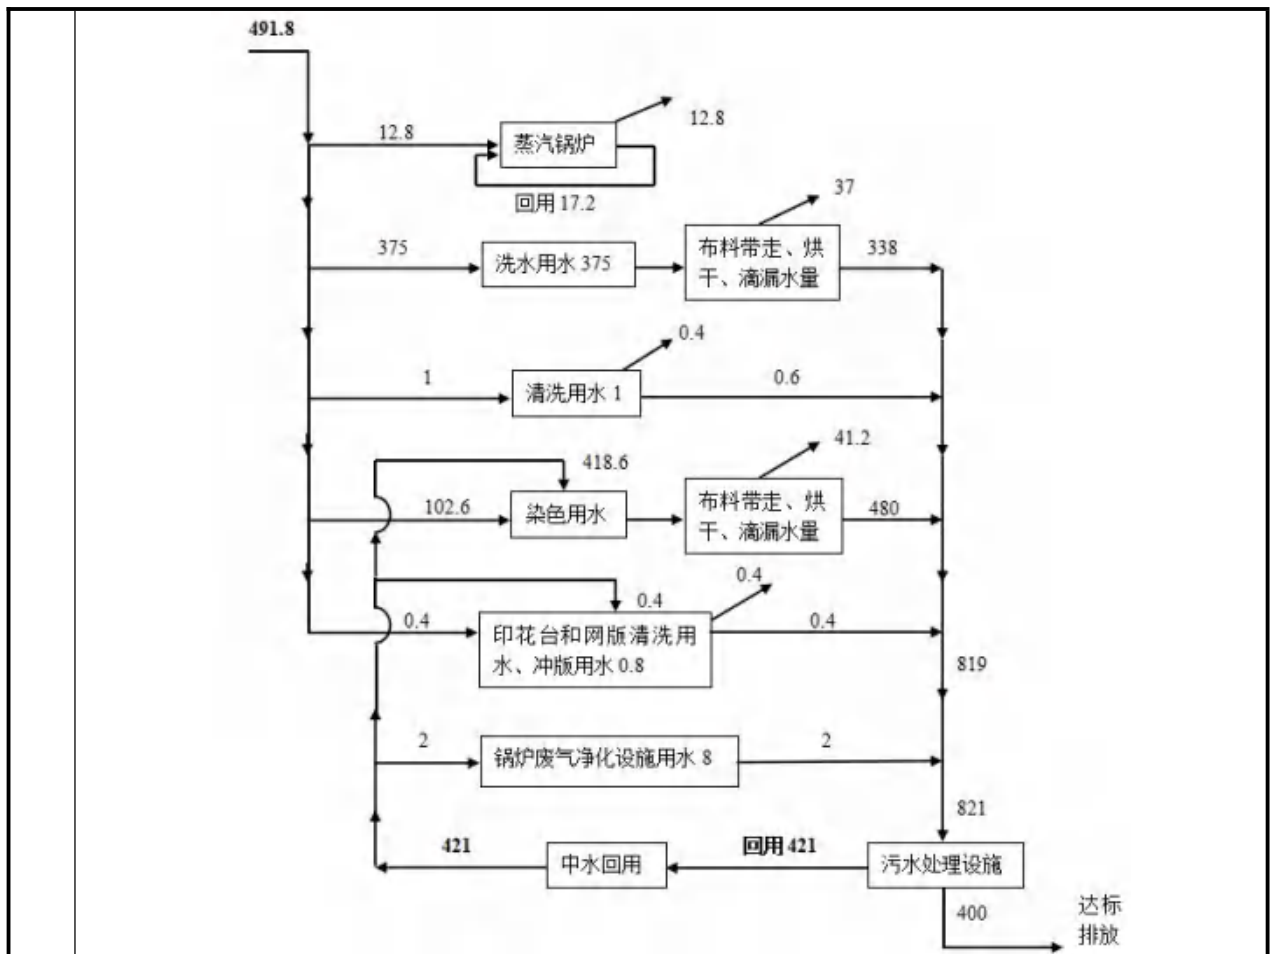 491.8
12.8
蒸汽锅炉
12.8
回用 17.2
37
375
洗水用水 375
布料带走、烘
干、滴漏水量
338
0.4
1
清洗用水 1
0.6
41.2
418.6
102.6
染色用水
布料带走、烘
干、滴漏水量
480
0.4
0.4
0.4
印花台和网版清洗用
水、冲版用水 0.8
0.4
819
2
锅炉废气净化设施用水 8
2
821
421
中水回用
回用 421
污水处理设施
400
达标
排放